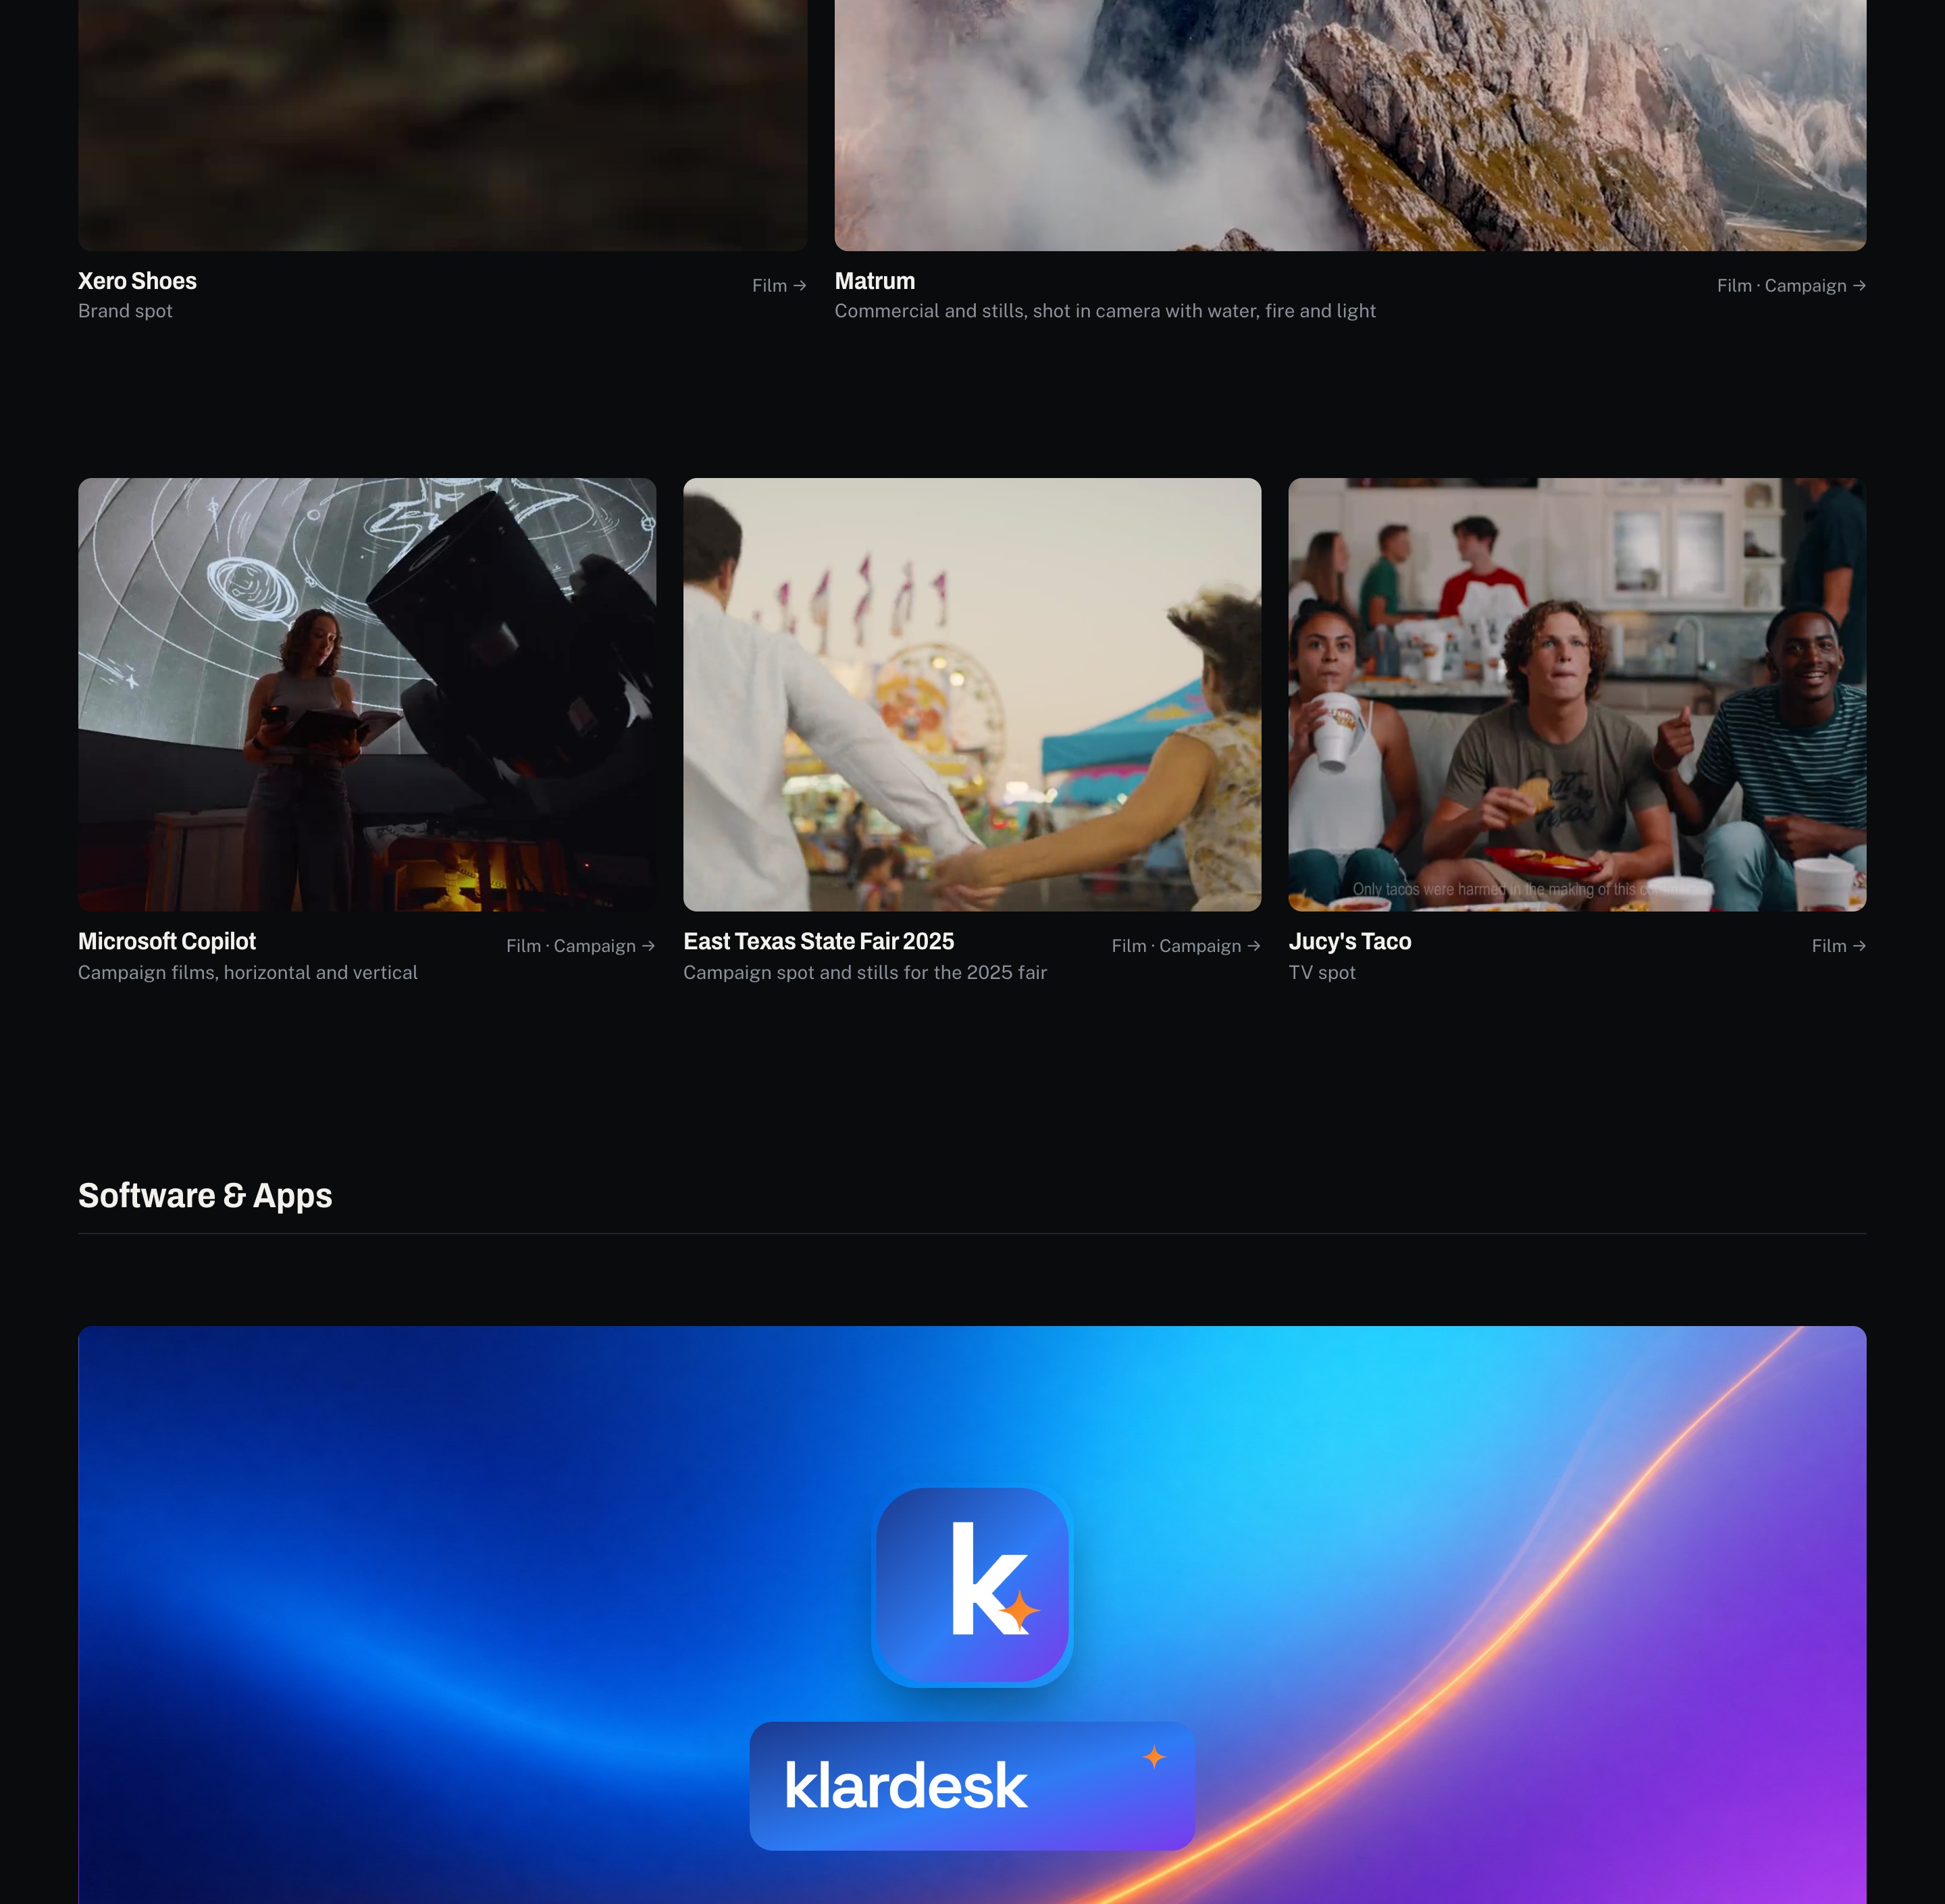 Xero Shoes
Film →
Brand spot
Matrum
Film · Campaign →
Commercial and stills, shot in camera with water, fire and light
Only tacos were harmed in the making of this
Microsoft Copilot
Film · Campaign →
Campaign films, horizontal and vertical
East Texas State Fair 2025
Film · Campaign →
Campaign spot and stills for the 2025 fair
Jucy's Taco
Film →
TV spot
Software & Apps
k
klardesk